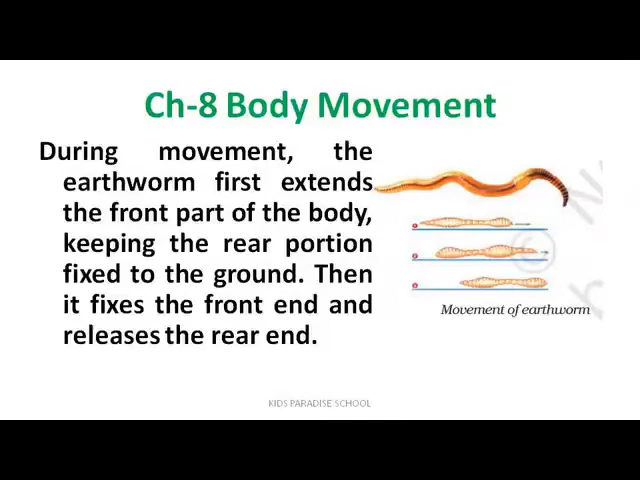 Ch-8 Body Movement
During movement, the
earthworm first extends
the front part of the body,
keeping the rear portion
fixed to the ground. Then
it fixes the front end and
releases the rear end.
Movement of earthworm
KIDS PARADISE SCHOOL